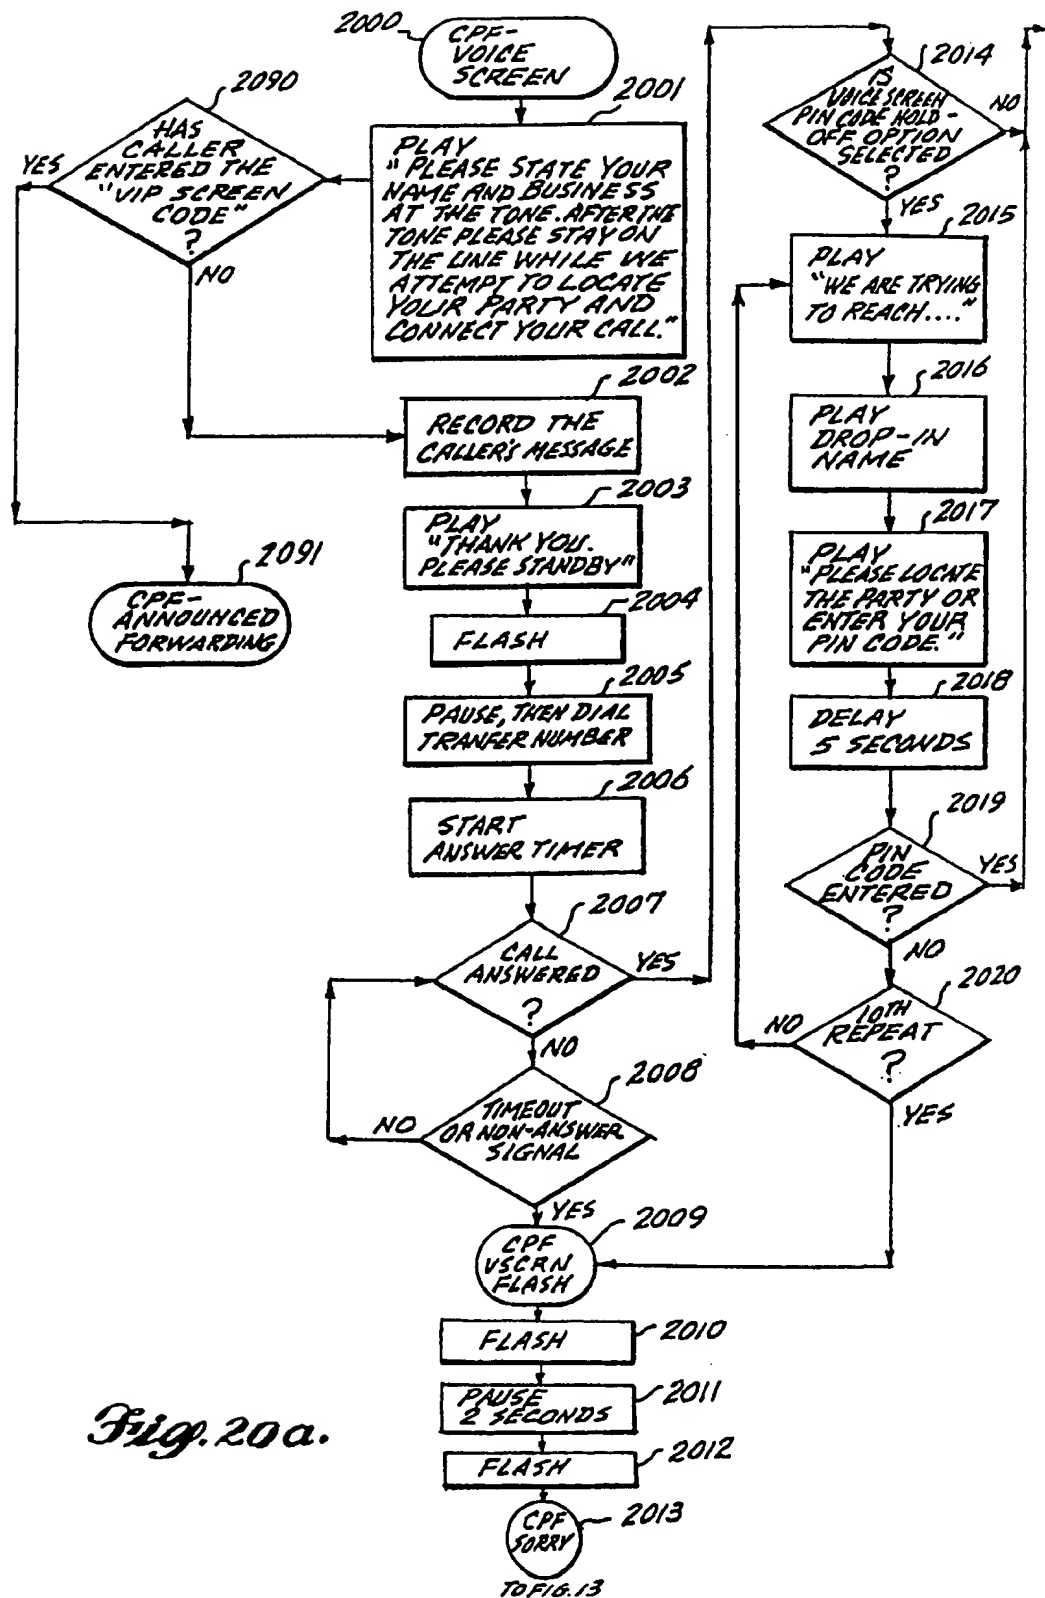 2000
CPF-
VOICE
SCREEN
2001
PLAY
"PLEASE STATE YOUR
NAME AND BUSINESS
AT THE TONE. AFTER THE
TONE PLEASE STAY ON
THE LINE WHILE WE
ATTEMPT TO LOCATE
YOUR PARTY AND
CONNECT YOUR CALL."
2090
HAS
CALLER
ENTERED THE
"VIP SCREEN
CODE"
?
YES
NO
2091
CPF-
ANNOUNCED
FORWARDING
2002
RECORD THE
CALLER'S MESSAGE
2003
PLAY
"THANK YOU.
PLEASE STANDBY"
2004
FLASH
2005
PAUSE, THEN DIAL
TRANFER NUMBER
2006
START
ANSWER TIMER
2007
CALL
ANSWERED
?
YES
NO
2008
TIMEOUT
OR NON-ANSWER
SIGNAL
NO
YES
2009
CPF
VSCRN
FLASH
2010
FLASH
2011
PAUSE
2 SECONDS
2012
FLASH
2013
CPF
SORRY
TO FIG. 13
2014
IS
VOICE SCREEN
PIN CODE HOLD-
OFF OPTION
SELECTED
?
NO
YES
2015
PLAY
"WE ARE TRYING
TO REACH...."
2016
PLAY
DROP-IN
NAME
2017
PLAY
"PLEASE LOCATE
THE PARTY OR
ENTER YOUR
PIN CODE."
2018
DELAY
5 SECONDS
2019
PIN
CODE
ENTERED
?
YES
NO
2020
10TH
REPEAT
?
NO
YES
Fig. 20a.